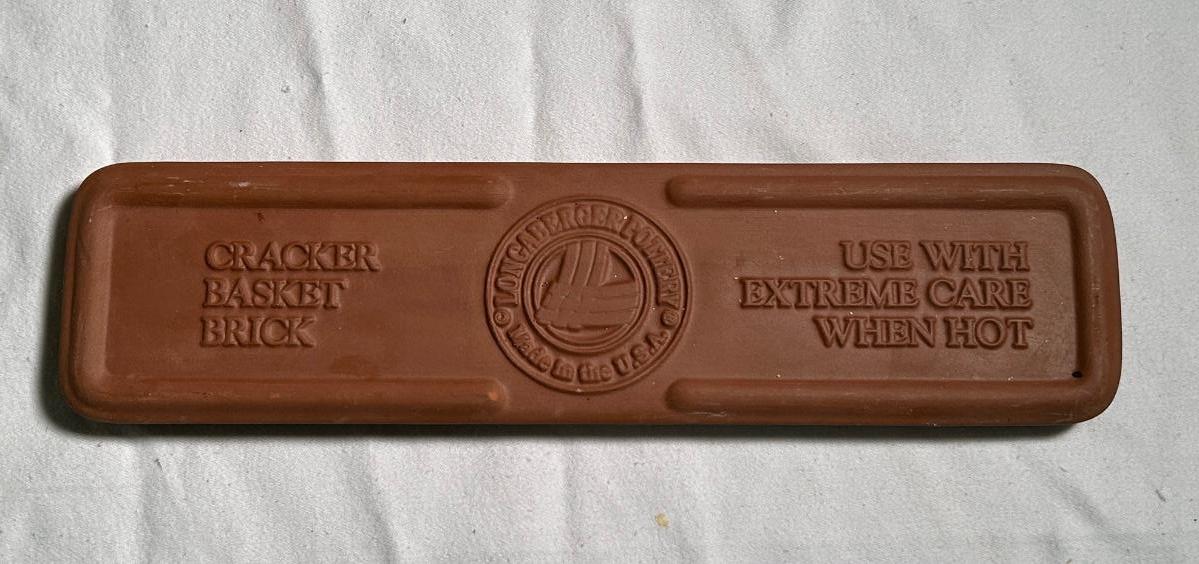 CRACKER
BASKET
BRICK
© LONGABERGER POTTERY ®
Made in the U.S.A.
USE WITH
EXTREME CARE
WHEN HOT